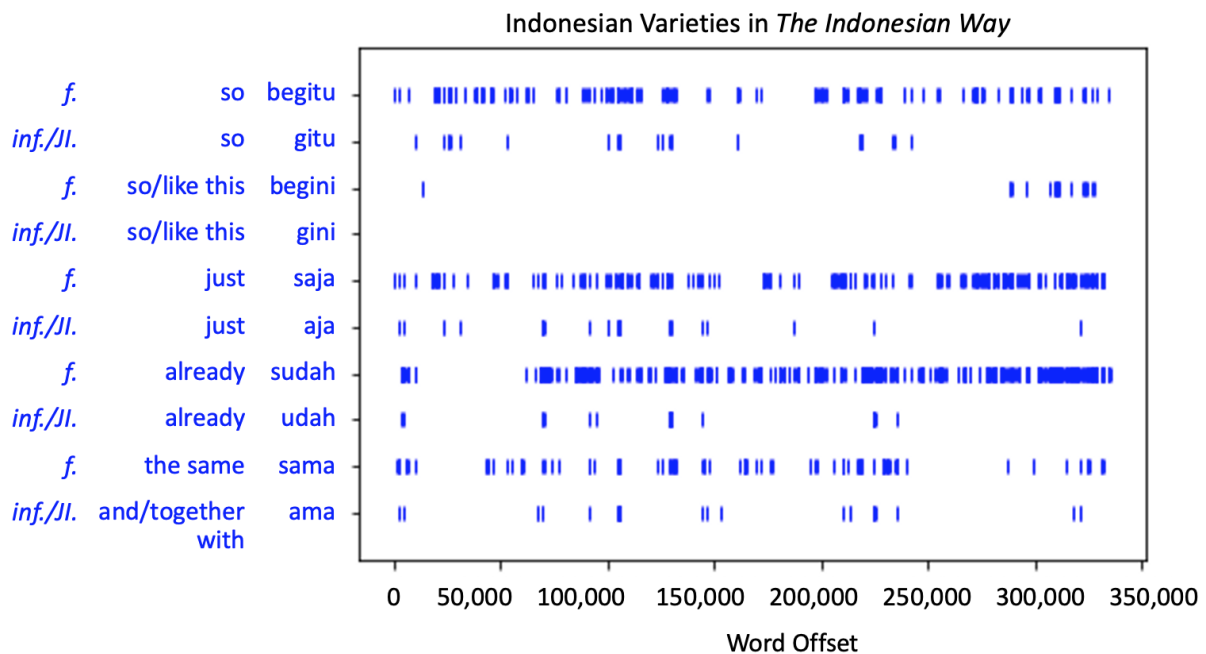 Indonesian Varieties in The Indonesian Way
f. so begitu
inf./JI. so gitu
f. so/like this begini
inf./JI. so/like this gini
f. just saja
inf./JI. just aja
f. already sudah
inf./JI. already udah
f. the same sama
inf./JI. and/together ama
with
0 50,000 100,000 150,000 200,000 250,000 300,000 350,000
Word Offset